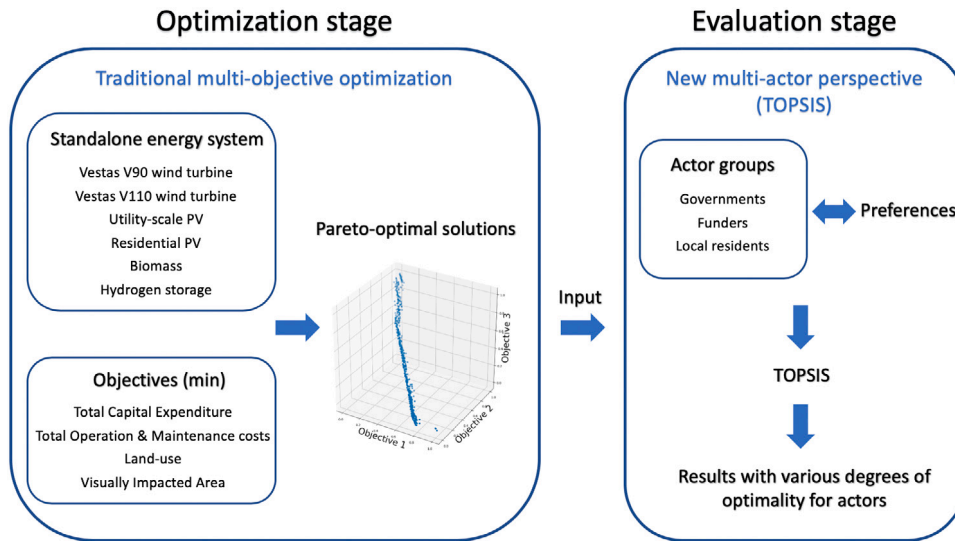 Optimization stage
Traditional multi-objective optimization
Standalone energy system
Vestas V90 wind turbine
Vestas V110 wind turbine
Utility-scale PV
Residential PV
Biomass
Hydrogen storage
Objectives (min)
Total Capital Expenditure
Total Operation & Maintenance costs
Land-use
Visually Impacted Area
Pareto-optimal solutions
Objective 1
Objective 2
Objective 3
Input
Evaluation stage
New multi-actor perspective
(TOPSIS)
Actor groups
Governments
Funders
Local residents
Preferences
TOPSIS
Results with various degrees of
optimality for actors